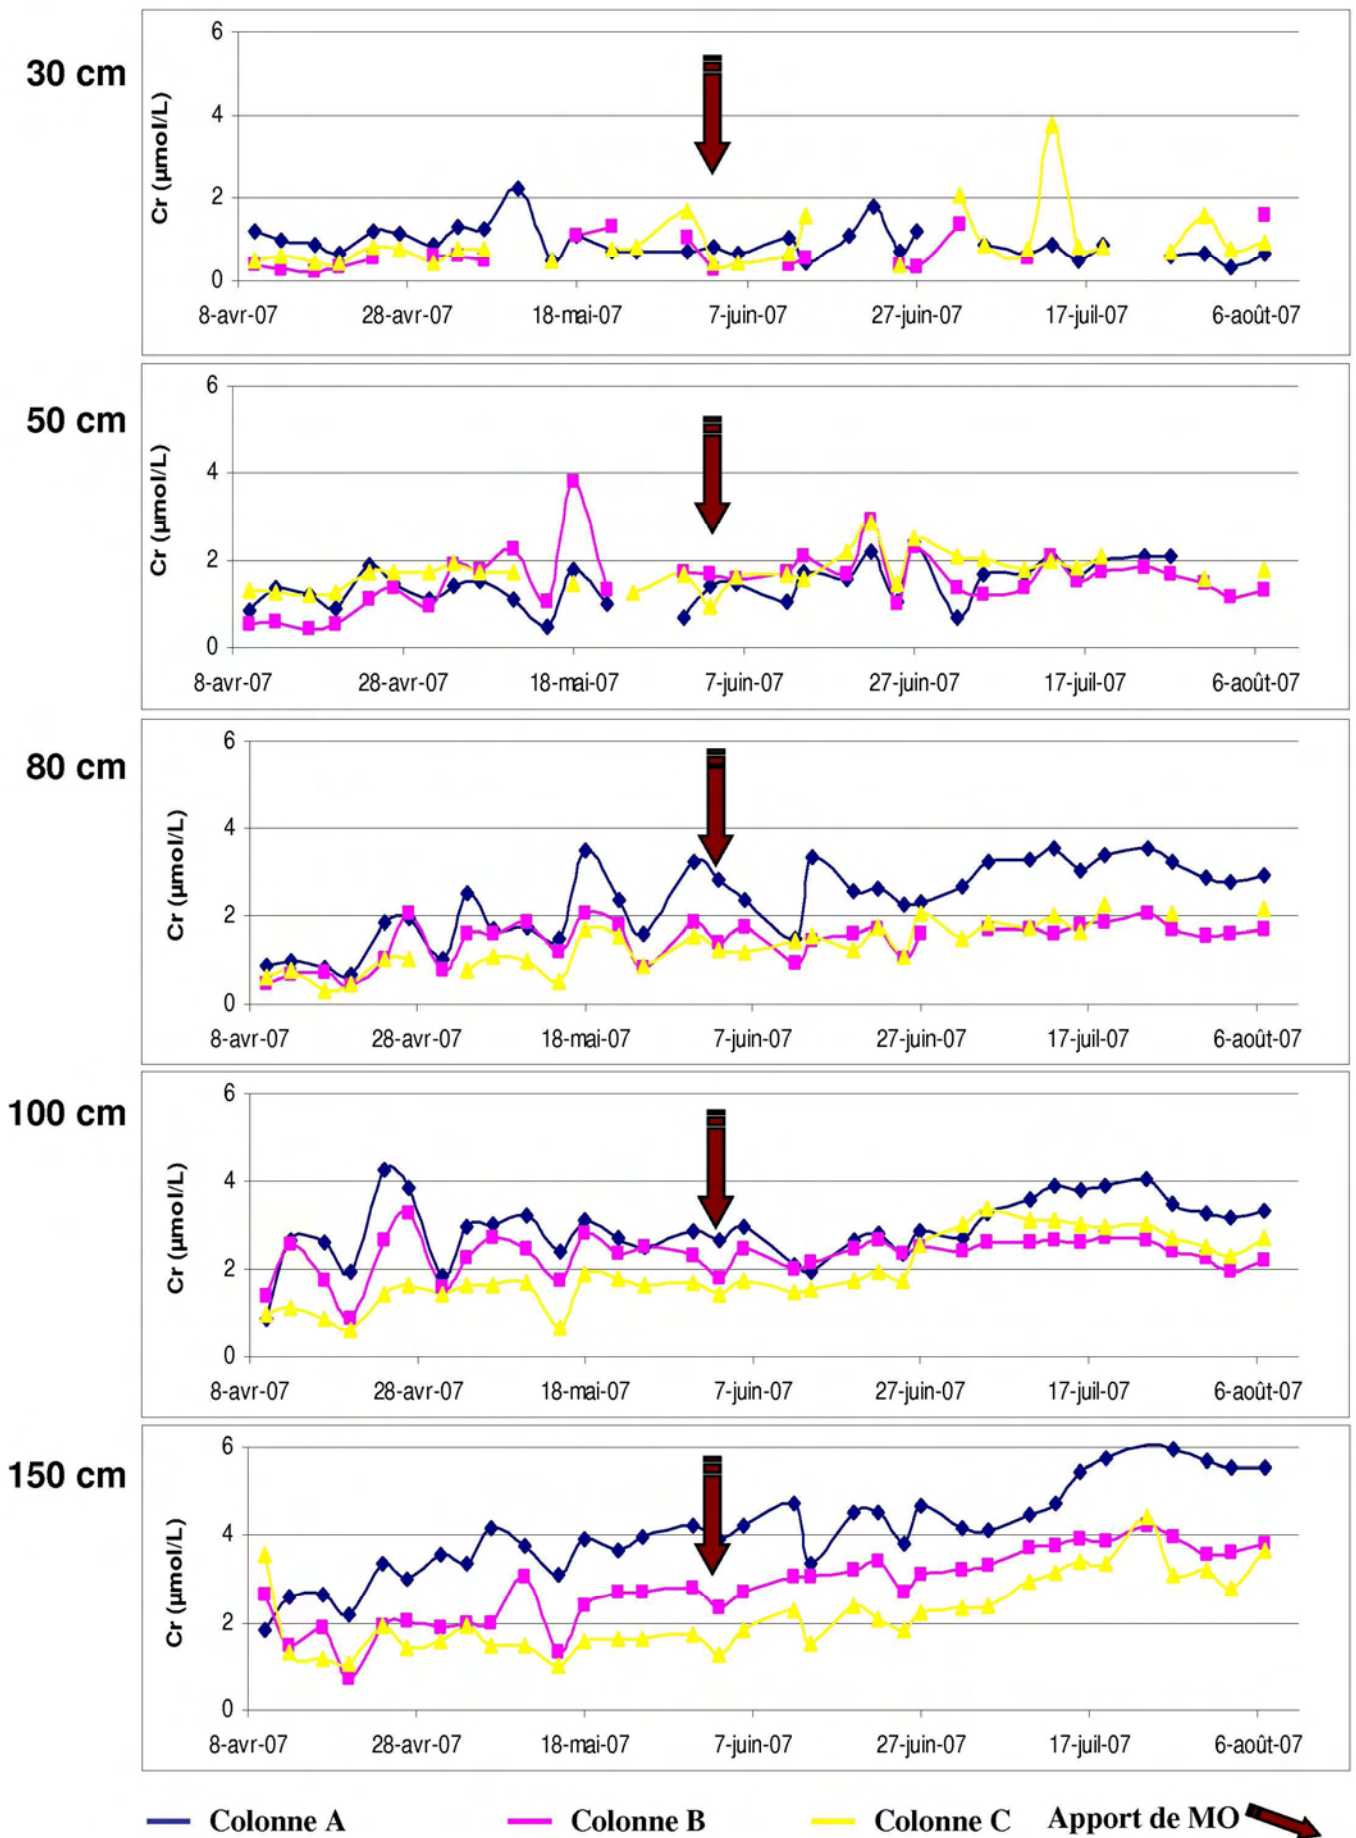 30 cm
Cr (µmol/L)
6
4
2
0
8-avr-07 28-avr-07 18-mai-07 7-juin-07 27-juin-07 17-juil-07 6-août-07
50 cm
Cr (µmol/L)
6
4
2
0
8-avr-07 28-avr-07 18-mai-07 7-juin-07 27-juin-07 17-juil-07 6-août-07
80 cm
Cr (µmol/L)
6
4
2
0
8-avr-07 28-avr-07 18-mai-07 7-juin-07 27-juin-07 17-juil-07 6-août-07
100 cm
Cr (µmol/L)
6
4
2
0
8-avr-07 28-avr-07 18-mai-07 7-juin-07 27-juin-07 17-juil-07 6-août-07
150 cm
Cr (µmol/L)
6
4
2
0
8-avr-07 28-avr-07 18-mai-07 7-juin-07 27-juin-07 17-juil-07 6-août-07
Colonne A Colonne B Colonne C Apport de MO